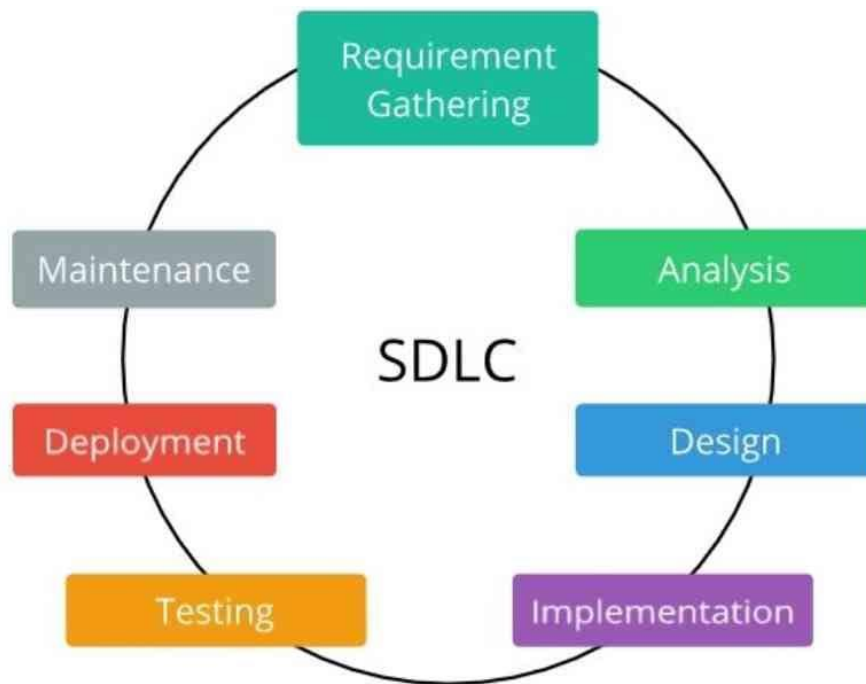 Requirement
Gathering
Maintenance
Analysis
SDLC
Deployment
Design
Testing
Implementation